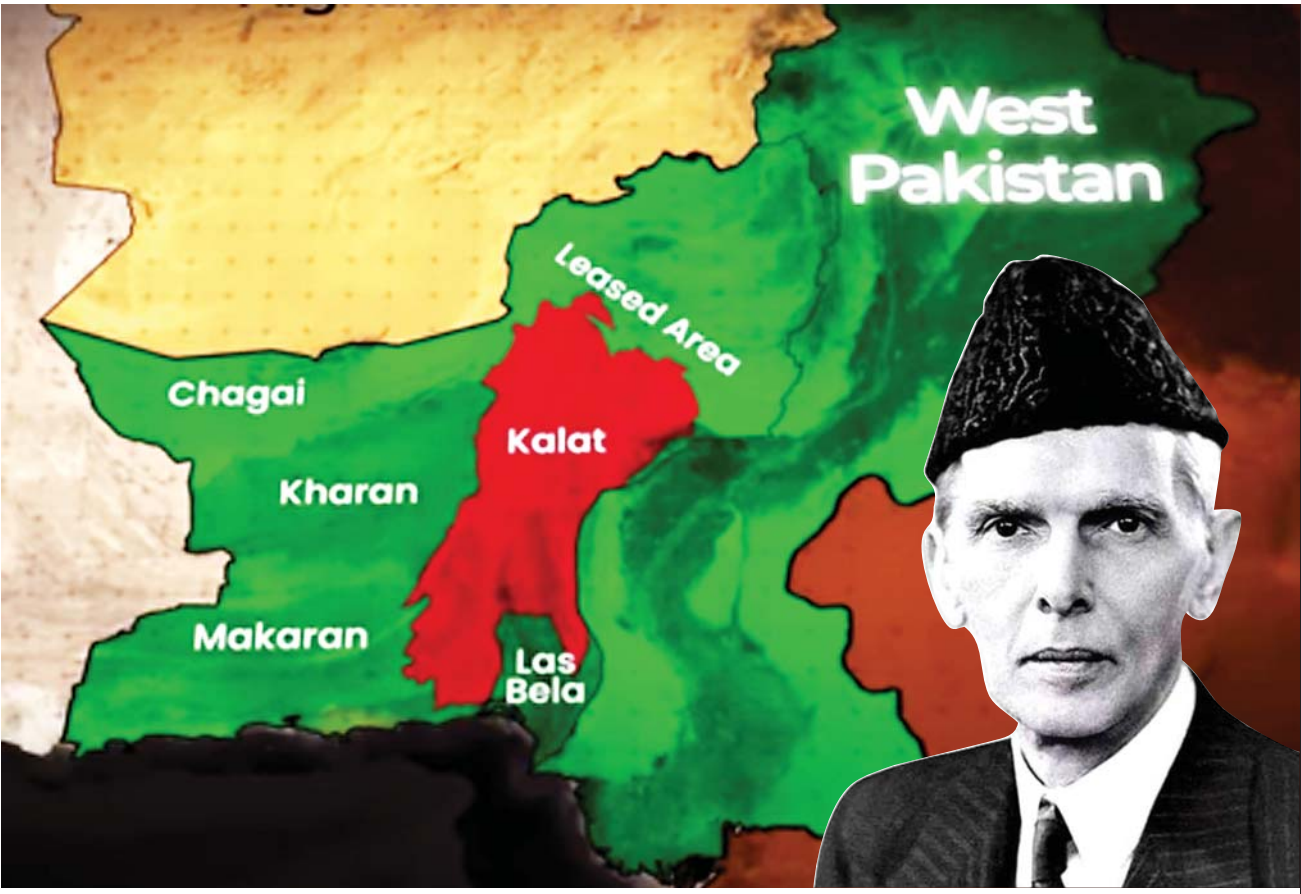 West
Pakistan
Leased Area
Chagai
Kalat
Kharan
Makaran
Las
Bela